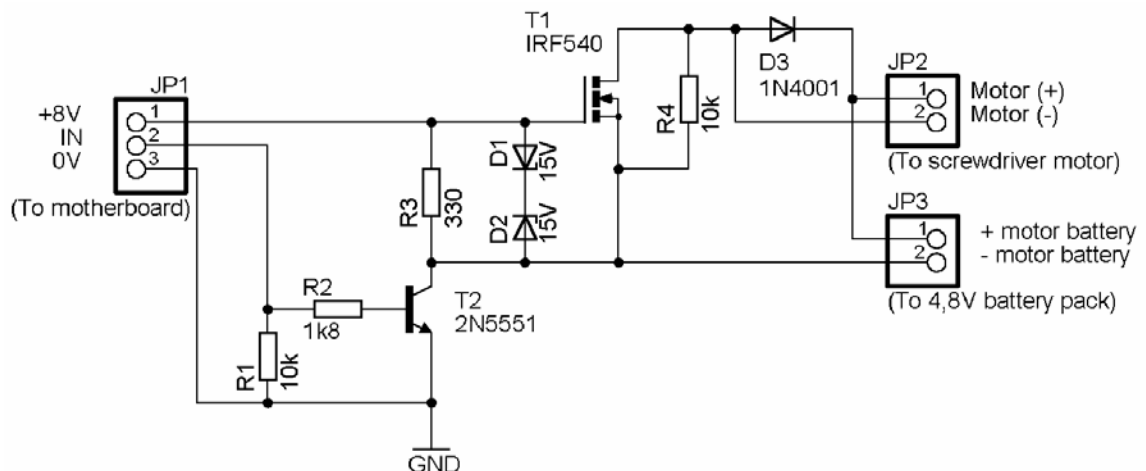 T1
IRF540
JP1
+8V
IN
0V
1
2
3
(To motherboard)
D3
1N4001
R4
10k
JP2
1
2
Motor (+)
Motor (-)
(To screwdriver motor)
D1
15V
D2
15V
R3
330
JP3
1
2
+ motor battery
- motor battery
(To 4,8V battery pack)
R2
1k8
T2
2N5551
R1
10k
GND